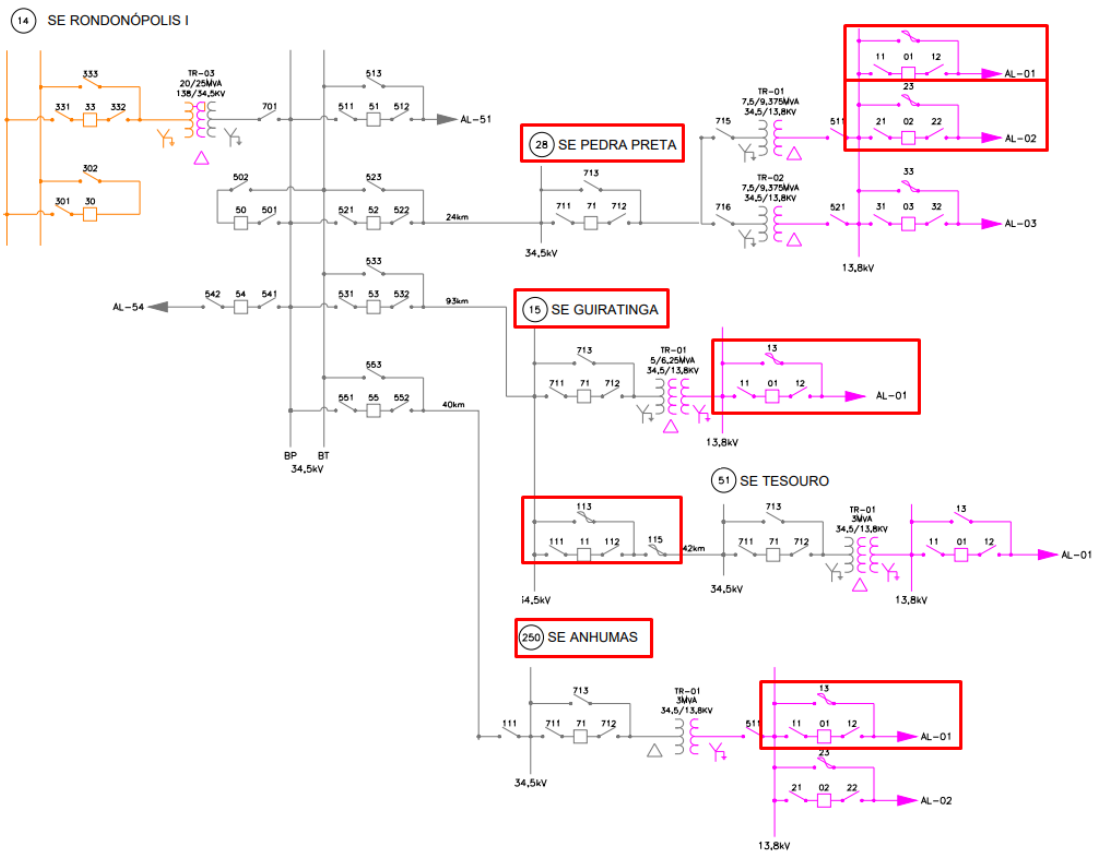 14 SE RONDONÓPOLIS I
333
331 33 332
302
301 30
TR-03
20/25MVA
138/34,5KV
701
513
511 51 512
AL-51
502
50 501
523
521 52 522
24km
533
531 53 532
93km
AL-54
542 54 541
553
551 55 552
40km
BP BT
34,5kV
28 SE PEDRA PRETA
713
711 71 712
34,5kV
715
TR-01
7,5/9,375MVA
34,5/13,8KV
511
716
TR-02
7,5/9,375MVA
34,5/13,8KV
521
11 01 12
AL-01
23
21 02 22
AL-02
33
31 03 32
AL-03
13,8kV
15 SE GUIRATINGA
713
711 71 712
TR-01
5/6,25MVA
34,5/13,8KV
13
11 01 12
AL-01
13,8kV
113
111 11 112
115
42km
34,5kV
51 SE TESOURO
713
711 71 712
34,5kV
TR-01
3MVA
34,5/13,8KV
13
11 01 12
AL-01
13,8kV
250 SE ANHUMAS
111
713
711 71 712
34,5kV
TR-01
3MVA
34,5/13,8KV
511
13
11 01 12
AL-01
23
21 02 22
AL-02
13,8kV